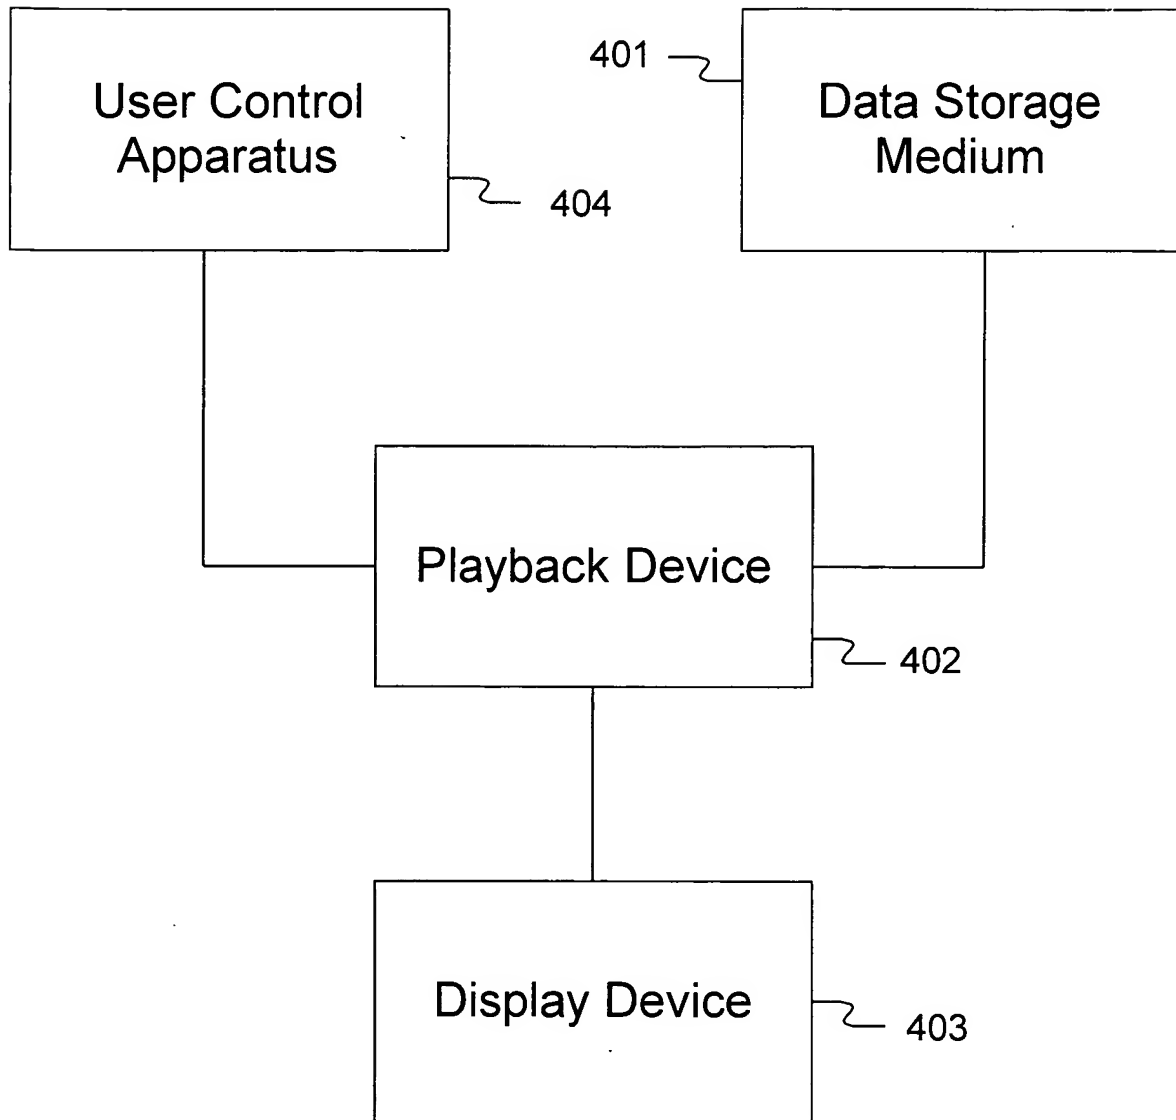 User Control
Apparatus
404
401
Data Storage
Medium
Playback Device
402
Display Device
403